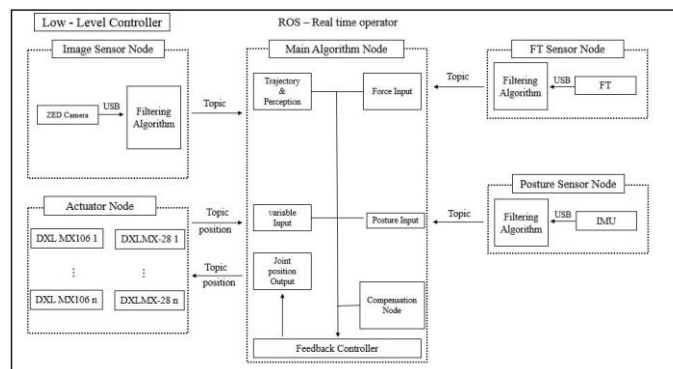 Low - Level Controller
ROS – Real time operator
Image Sensor Node
ZED Camera
USB
Filtering
Algorithm
Topic
Actuator Node
DXL MX106 1
DXLMX-28 1
⋮
⋮
DXL MX106 n
DXLMX-28 n
Topic
position
Topic
position
Main Algorithm Node
Trajectory
&
Perception
Force Input
variable
Input
Posture Input
Joint
position
Output
Compensation
Node
Feedback Controller
FT Sensor Node
Topic
Filtering
Algorithm
USB
FT
Posture Sensor Node
Topic
Filtering
Algorithm
USB
IMU